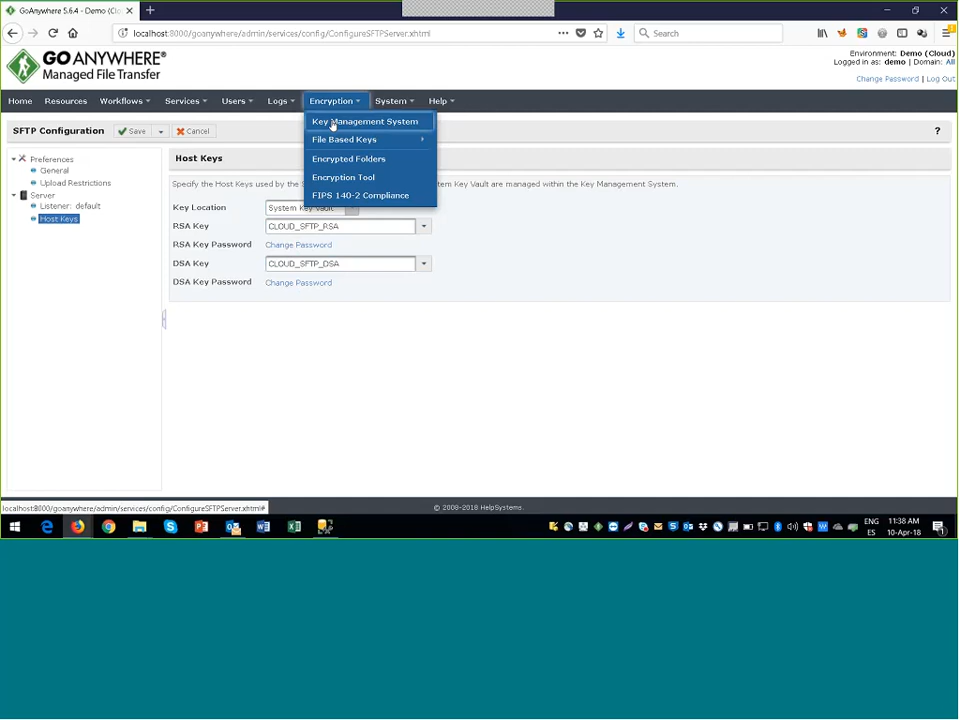 GoAnywhere 5.6.4 - Demo (Clo
localhost:8000/goanywhere/admin/services/config/ConfigureSFTPServer.xhtml
Search
GOANYWHERE®
Managed File Transfer
Environment: Demo (Cloud)
Logged in as: demo | Domain: All
Change Password | Log Out
Home Resources Workflows Services Users Logs Encryption System Help
Key Management System
File Based Keys
Encrypted Folders
Encryption Tool
FIPS 140-2 Compliance
SFTP Configuration Save Cancel ?
Preferences
General
Upload Restrictions
Server
Listener: default
Host Keys
Host Keys
Specify the Host Keys used by the S em Key Vault are managed within the Key Management System.
Key Location System Key Vault
RSA Key CLOUD_SFTP_RSA
RSA Key Password Change Password
DSA Key CLOUD_SFTP_DSA
DSA Key Password Change Password
localhost:8000/goanywhere/admin/services/config/ConfigureSFTPServer.xhtml#
© 2008-2018 HelpSystems.
ENG 11:38 AM
ES 10-Apr-18